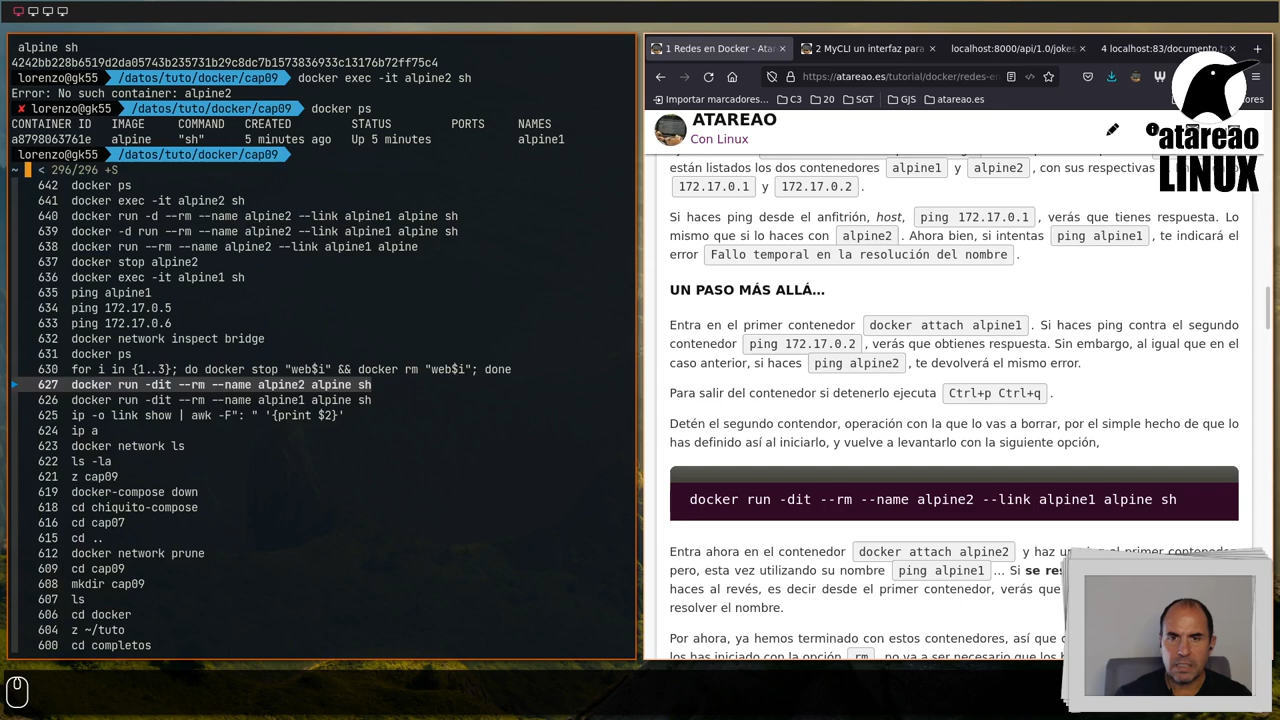 alpine sh
4242bb228b6519d2da05743b235731b29c8dc7b1573836933c13176b72ff75c4
lorenzo@gk55 /datos/tuto/docker/cap09 docker exec -it alpine2 sh
Error: No such container: alpine2
✘ lorenzo@gk55 /datos/tuto/docker/cap09 docker ps
CONTAINER ID IMAGE COMMAND CREATED STATUS PORTS NAMES
a8798063761e alpine "sh" 5 minutes ago Up 5 minutes alpine1
lorenzo@gk55 /datos/tuto/docker/cap09
~ < 296/296 +S
642 docker ps
641 docker exec -it alpine2 sh
640 docker run -d --rm --name alpine2 --link alpine1 alpine sh
639 docker -d run --rm --name alpine2 --link alpine1 alpine sh
638 docker run --rm --name alpine2 --link alpine1 alpine
637 docker stop alpine2
636 docker exec -it alpine1 sh
635 ping alpine1
634 ping 172.17.0.5
633 ping 172.17.0.6
632 docker network inspect bridge
631 docker ps
630 for i in {1..3}; do docker stop "web$i" && docker rm "web$i"; done
627 docker run -dit --rm --name alpine2 alpine sh
626 docker run -dit --rm --name alpine1 alpine sh
625 ip -o link show | awk -F": " '{print $2}'
624 ip a
623 docker network ls
622 ls -la
621 z cap09
619 docker-compose down
618 cd chiquito-compose
616 cd cap07
615 cd ..
612 docker network prune
609 cd cap09
608 mkdir cap09
607 ls
606 cd docker
604 z ~/tuto
600 cd completos
1 Redes en Docker - Atar
2 MyCLI un interfaz para
localhost:8000/api/1.0/jokes
4 localhost:83/documento.
https://atareao.es/tutorial/docker/redes-e
Importar marcadores... C3 20 SGT GJS atareao.es
ATAREAO
Con Linux
atareao
LINUX
están listados los dos contenedores alpine1 y alpine2, con sus respectivas
172.17.0.1 y 172.17.0.2.
Si haces ping desde el anfitrión, host, ping 172.17.0.1, verás que tienes respuesta. Lo
mismo que si lo haces con alpine2. Ahora bien, si intentas ping alpine1, te indicará el
error Fallo temporal en la resolución del nombre.
UN PASO MÁS ALLÁ…
Entra en el primer contenedor docker attach alpine1. Si haces ping contra el segundo
contenedor ping 172.17.0.2, verás que obtienes respuesta. Sin embargo, al igual que en el
caso anterior, si haces ping alpine2, te devolverá el mismo error.
Para salir del contenedor si detenerlo ejecuta Ctrl+p Ctrl+q.
Detén el segundo contendor, operación con la que lo vas a borrar, por el simple hecho de que lo
has definido así al iniciarlo, y vuelve a levantarlo con la siguiente opción,
docker run -dit --rm --name alpine2 --link alpine1 alpine sh
Entra ahora en el contenedor docker attach alpine2 y haz
pero, esta vez utilizando su nombre ping alpine1… Si
haces al revés, es decir desde el primer contenedor, verás que
resolver el nombre.
Por ahora, ya hemos terminado con estos contenedores, así que
los has iniciado con la opción rm, no va a ser necesario que los